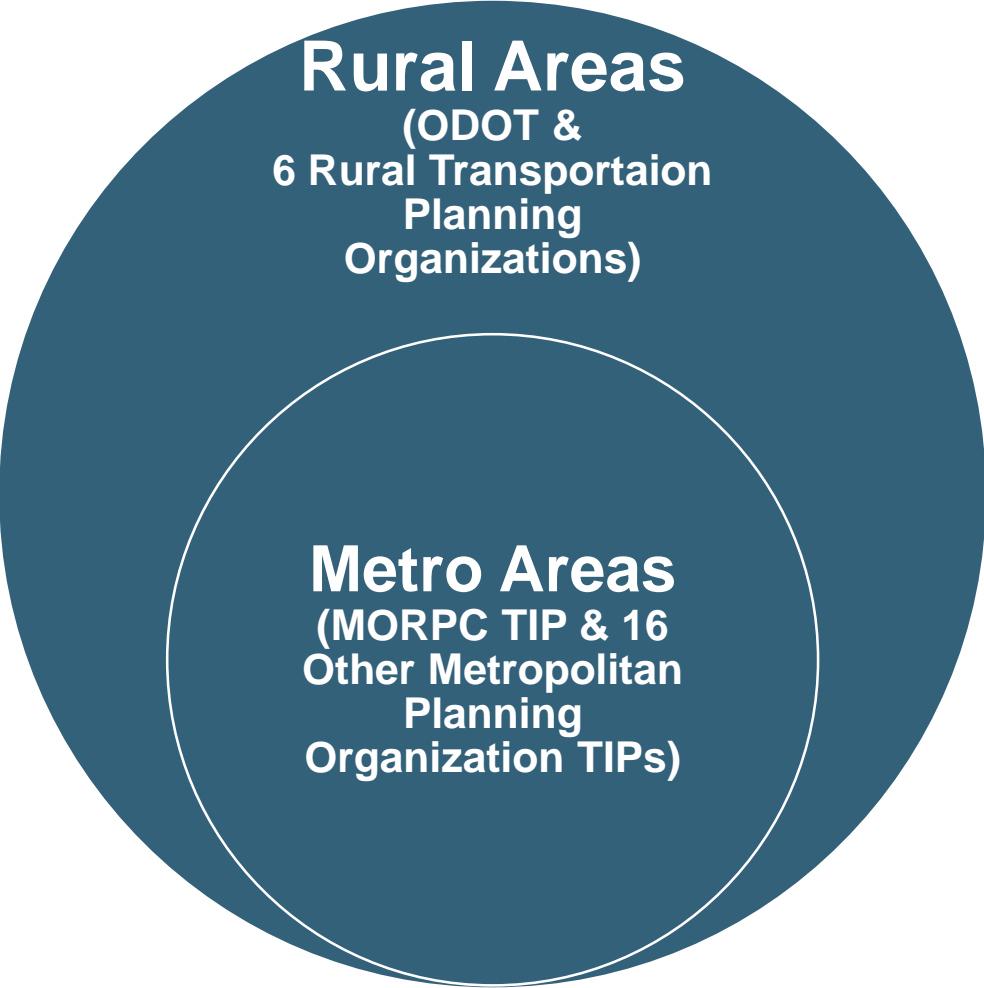 Rural Areas
(ODOT &
6 Rural Transportaion
Planning
Organizations)
Metro Areas
(MORPC TIP & 16
Other Metropolitan
Planning
Organization TIPs)